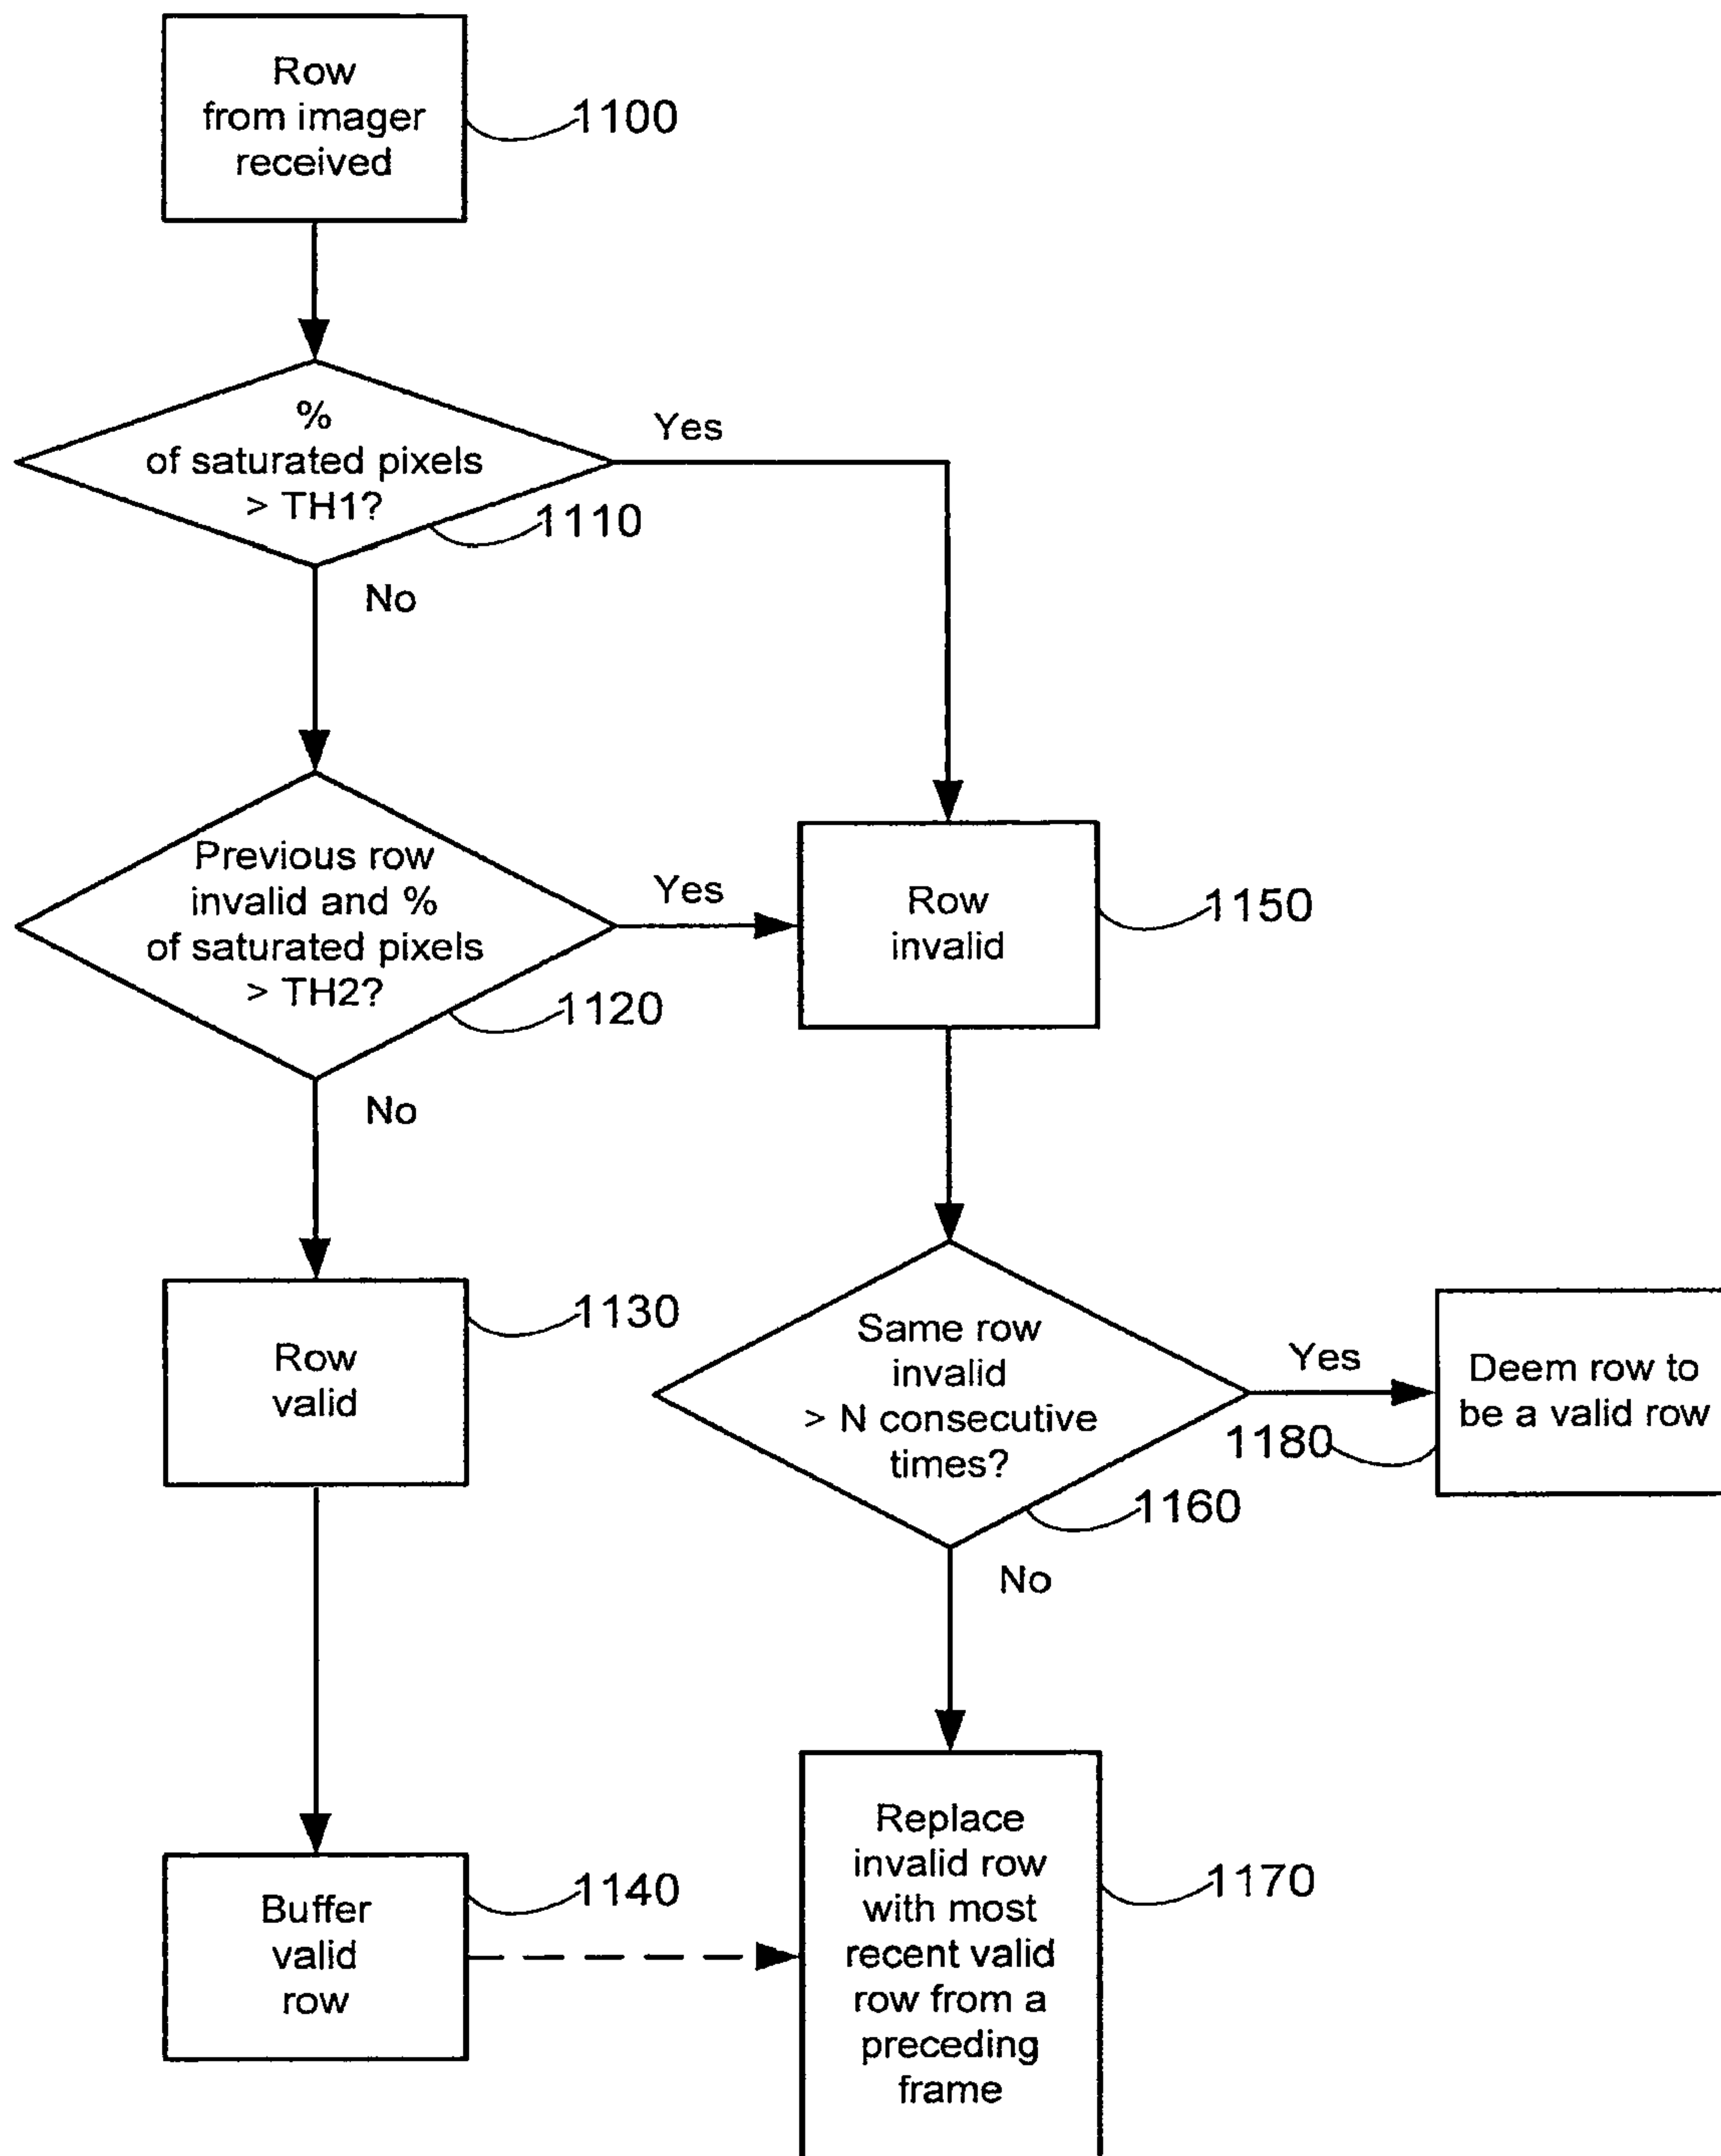 Row
from imager
received
1100
%
of saturated pixels
> TH1?
1110
Yes
No
Previous row
invalid and %
of saturated pixels
> TH2?
1120
Yes
No
Row
invalid
1150
Row
valid
1130
Same row
invalid
> N consecutive
times?
1160
Yes
No
Deem row to
be a valid row
1180
Buffer
valid
row
1140
Replace
invalid row
with most
recent valid
row from a
preceding
frame
1170